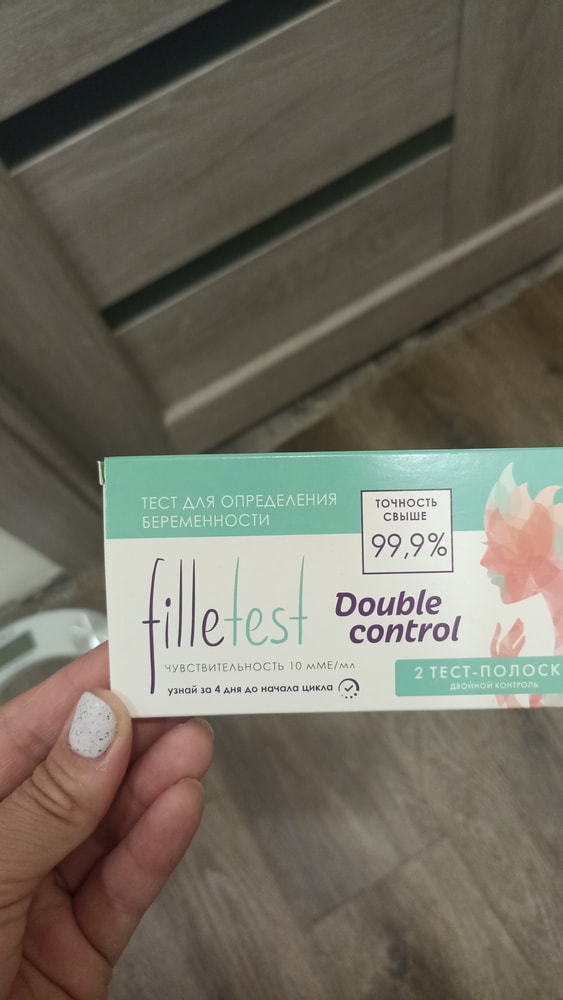 ТЕСТ ДЛЯ ОПРЕДЕЛЕНИЯ
БЕРЕМЕННОСТИ
ТОЧНОСТЬ
СВЫШЕ
99,9%
filletest
Double
control
ЧУВСТВИТЕЛЬНОСТЬ 10 мМЕ/мл
узнай за 4 дня до начала цикла
2 ТЕСТ-ПОЛОСК
ДВОЙНОЙ КОНТРОЛЬ